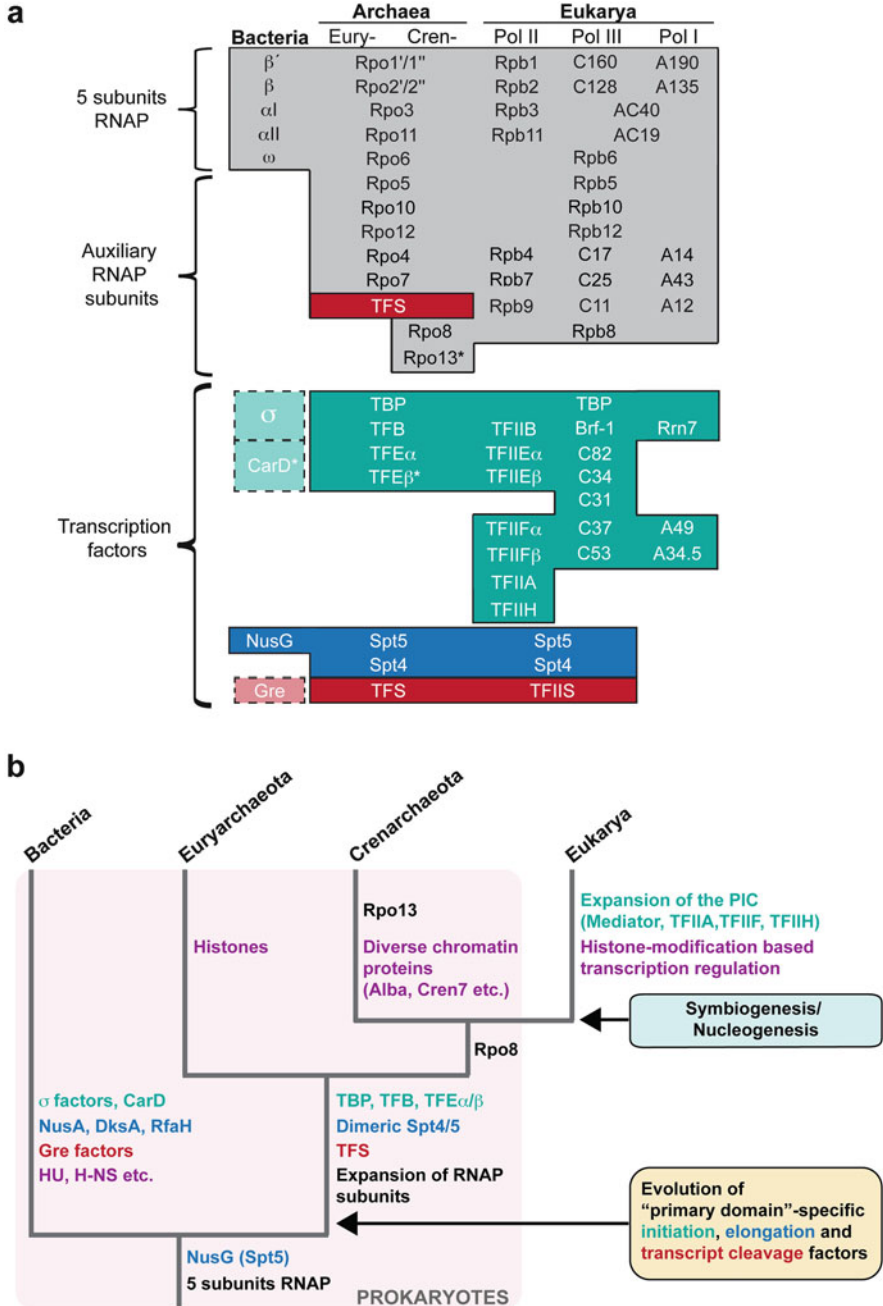 a
Archaea Eukarya
Bacteria Eury- Cren- Pol II Pol III Pol I
5 subunits
RNAP
β´ Rpo1'/1" Rpb1 C160 A190
β Rpo2'/2" Rpb2 C128 A135
αI Rpo3 Rpb3 AC40
αII Rpo11 Rpb11 AC19
ω Rpo6 Rpb6
Auxiliary
RNAP
subunits
Rpo5 Rpb5
Rpo10 Rpb10
Rpo12 Rpb12
Rpo4 Rpb4 C17 A14
Rpo7 Rpb7 C25 A43
TFS Rpb9 C11 A12
Rpo8 Rpb8
Rpo13*
Transcription
factors
σ TBP TBP
TFB TFIIB Brf-1 Rrn7
CarD* TFEα TFIIEα C82
TFEβ* TFIIEβ C34
C31
TFIIFα C37 A49
TFIIFβ C53 A34.5
TFIIA
TFIIH
NusG Spt5 Spt5
Spt4 Spt4
Gre TFS TFIIS
b
Bacteria
Euryarchaeota
Crenarchaeota
Eukarya
Rpo13
Histones
Diverse chromatin
proteins
(Alba, Cren7 etc.)
Expansion of the PIC
(Mediator, TFIIA,TFIIF, TFIIH)
Histone-modification based
transcription regulation
Symbiogenesis/
Nucleogenesis
Rpo8
σ factors, CarD
NusA, DksA, RfaH
Gre factors
HU, H-NS etc.
TBP, TFB, TFEα/β
Dimeric Spt4/5
TFS
Expansion of RNAP
subunits
Evolution of
“primary domain”-specific
initiation, elongation and
transcript cleavage factors
NusG (Spt5)
5 subunits RNAP
PROKARYOTES